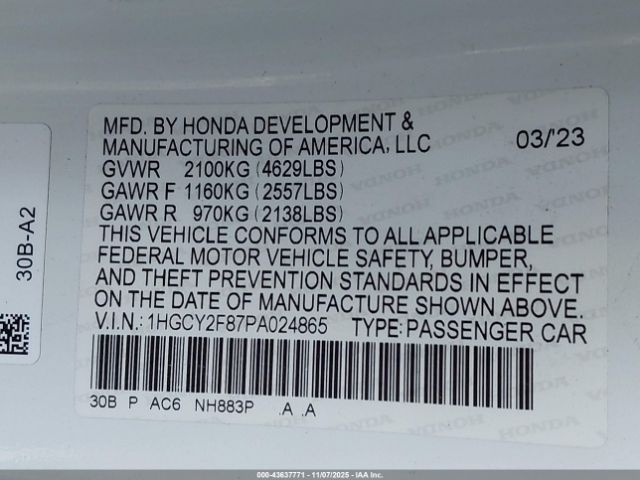 MFD. BY HONDA DEVELOPMENT &
MANUFACTURING OF AMERICA, LLC 03/'23
GVWR 2100KG (4629LBS)
GAWR F 1160KG (2557LBS)
GAWR R 970KG (2138LBS)
THIS VEHICLE CONFORMS TO ALL APPLICABLE
FEDERAL MOTOR VEHICLE SAFETY, BUMPER,
AND THEFT PREVENTION STANDARDS IN EFFECT
ON THE DATE OF MANUFACTURE SHOWN ABOVE.
V.I.N.: 1HGCY2F87PA024865 TYPE: PASSENGER CAR
30B P AC6 NH883P .A .A
30B-A2
000-43637771 - 11/07/2025 - IAA Inc.